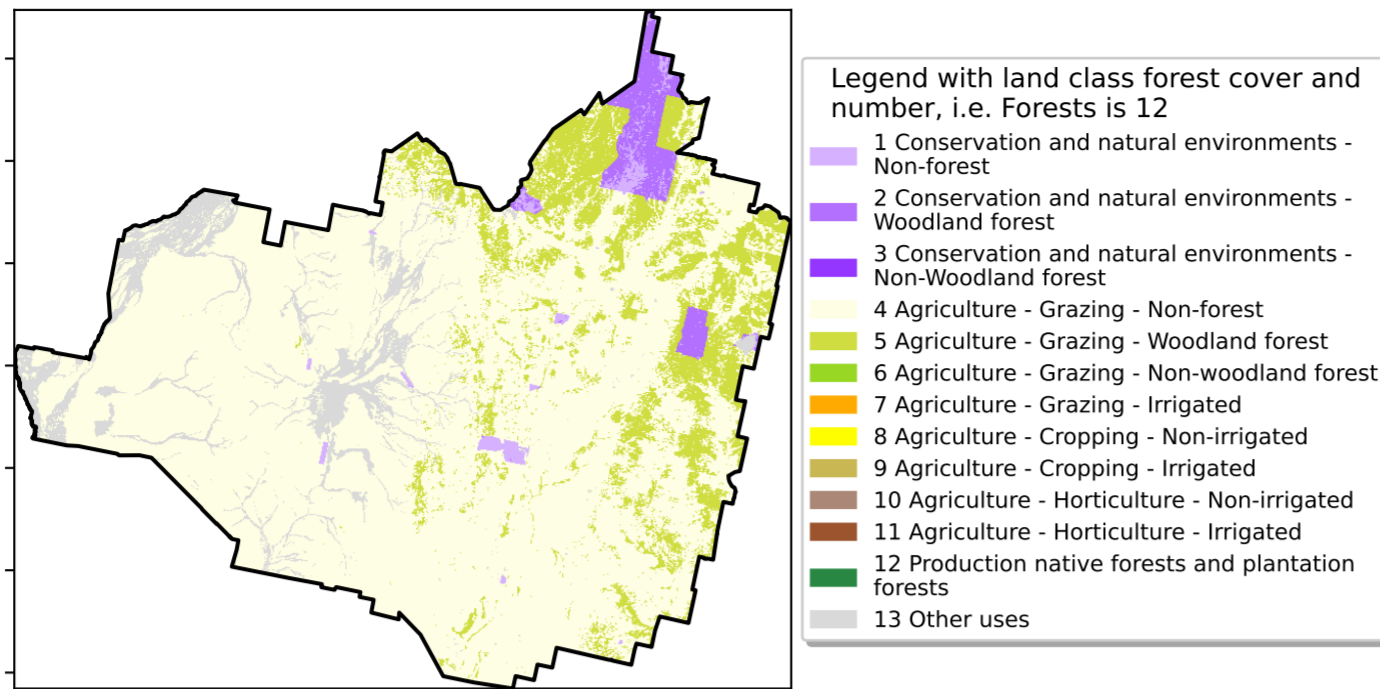 Legend with land class forest cover and
number, i.e. Forests is 12
1 Conservation and natural environments -
Non-forest
2 Conservation and natural environments -
Woodland forest
3 Conservation and natural environments -
Non-Woodland forest
4 Agriculture - Grazing - Non-forest
5 Agriculture - Grazing - Woodland forest
6 Agriculture - Grazing - Non-woodland forest
7 Agriculture - Grazing - Irrigated
8 Agriculture - Cropping - Non-irrigated
9 Agriculture - Cropping - Irrigated
10 Agriculture - Horticulture - Non-irrigated
11 Agriculture - Horticulture - Irrigated
12 Production native forests and plantation
forests
13 Other uses